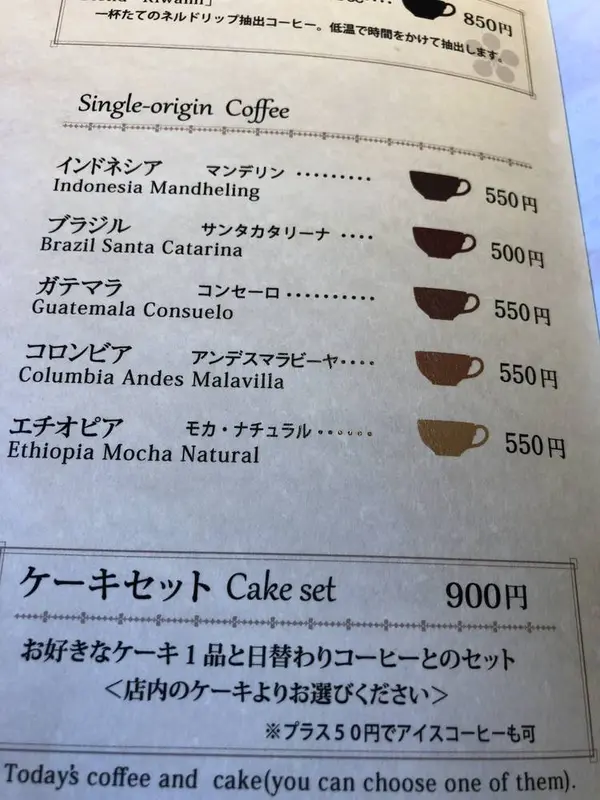 850円
一杯たてのネルドリップ抽出コーヒー。低温で時間をかけて抽出します。
Single-origin Coffee
インドネシア マンデリン ・・・・・・・・・ 550円
Indonesia Mandheling
ブラジル サンタカタリーナ ・・・・ 500円
Brazil Santa Catarina
ガテマラ コンセーロ ・・・・・・・・・・ 550円
Guatemala Consuelo
コロンビア アンデスマラビーヤ・・・・ 550円
Columbia Andes Malavilla
エチオピア モカ・ナチュラル ・・・・・・ 550円
Ethiopia Mocha Natural
ケーキセット Cake set 900円
お好きなケーキ1品と日替わりコーヒーとのセット
＜店内のケーキよりお選びください＞
※プラス50円でアイスコーヒーも可
Today's coffee and cake(you can choose one of them).